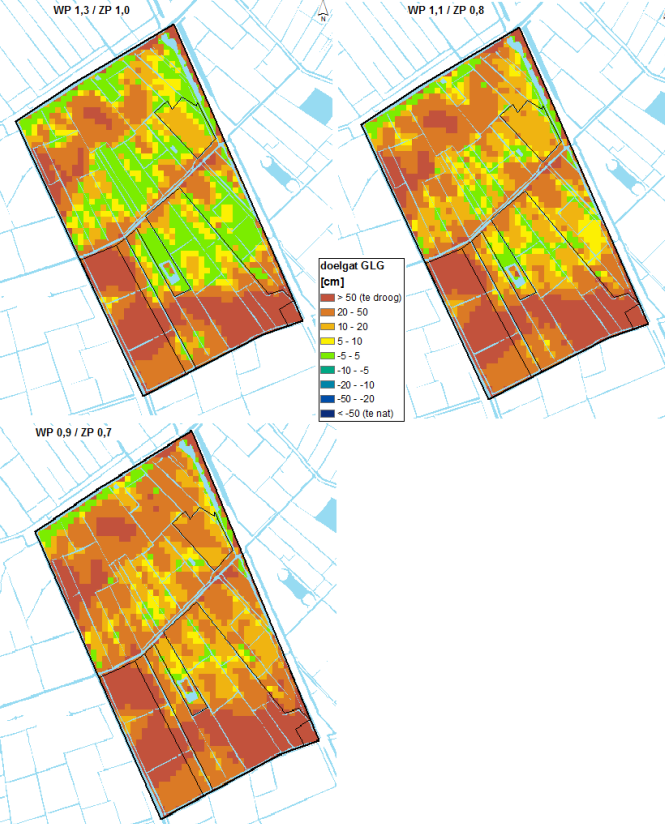 WP 1,3 / ZP 1,0
N
WP 1,1 / ZP 0,8
doelgat GLG
[cm]
> 50 (te droog)
20 - 50
10 - 20
5 - 10
-5 - 5
-10 - -5
-20 - -10
-50 - -20
< -50 (te nat)
WP 0,9 / ZP 0,7